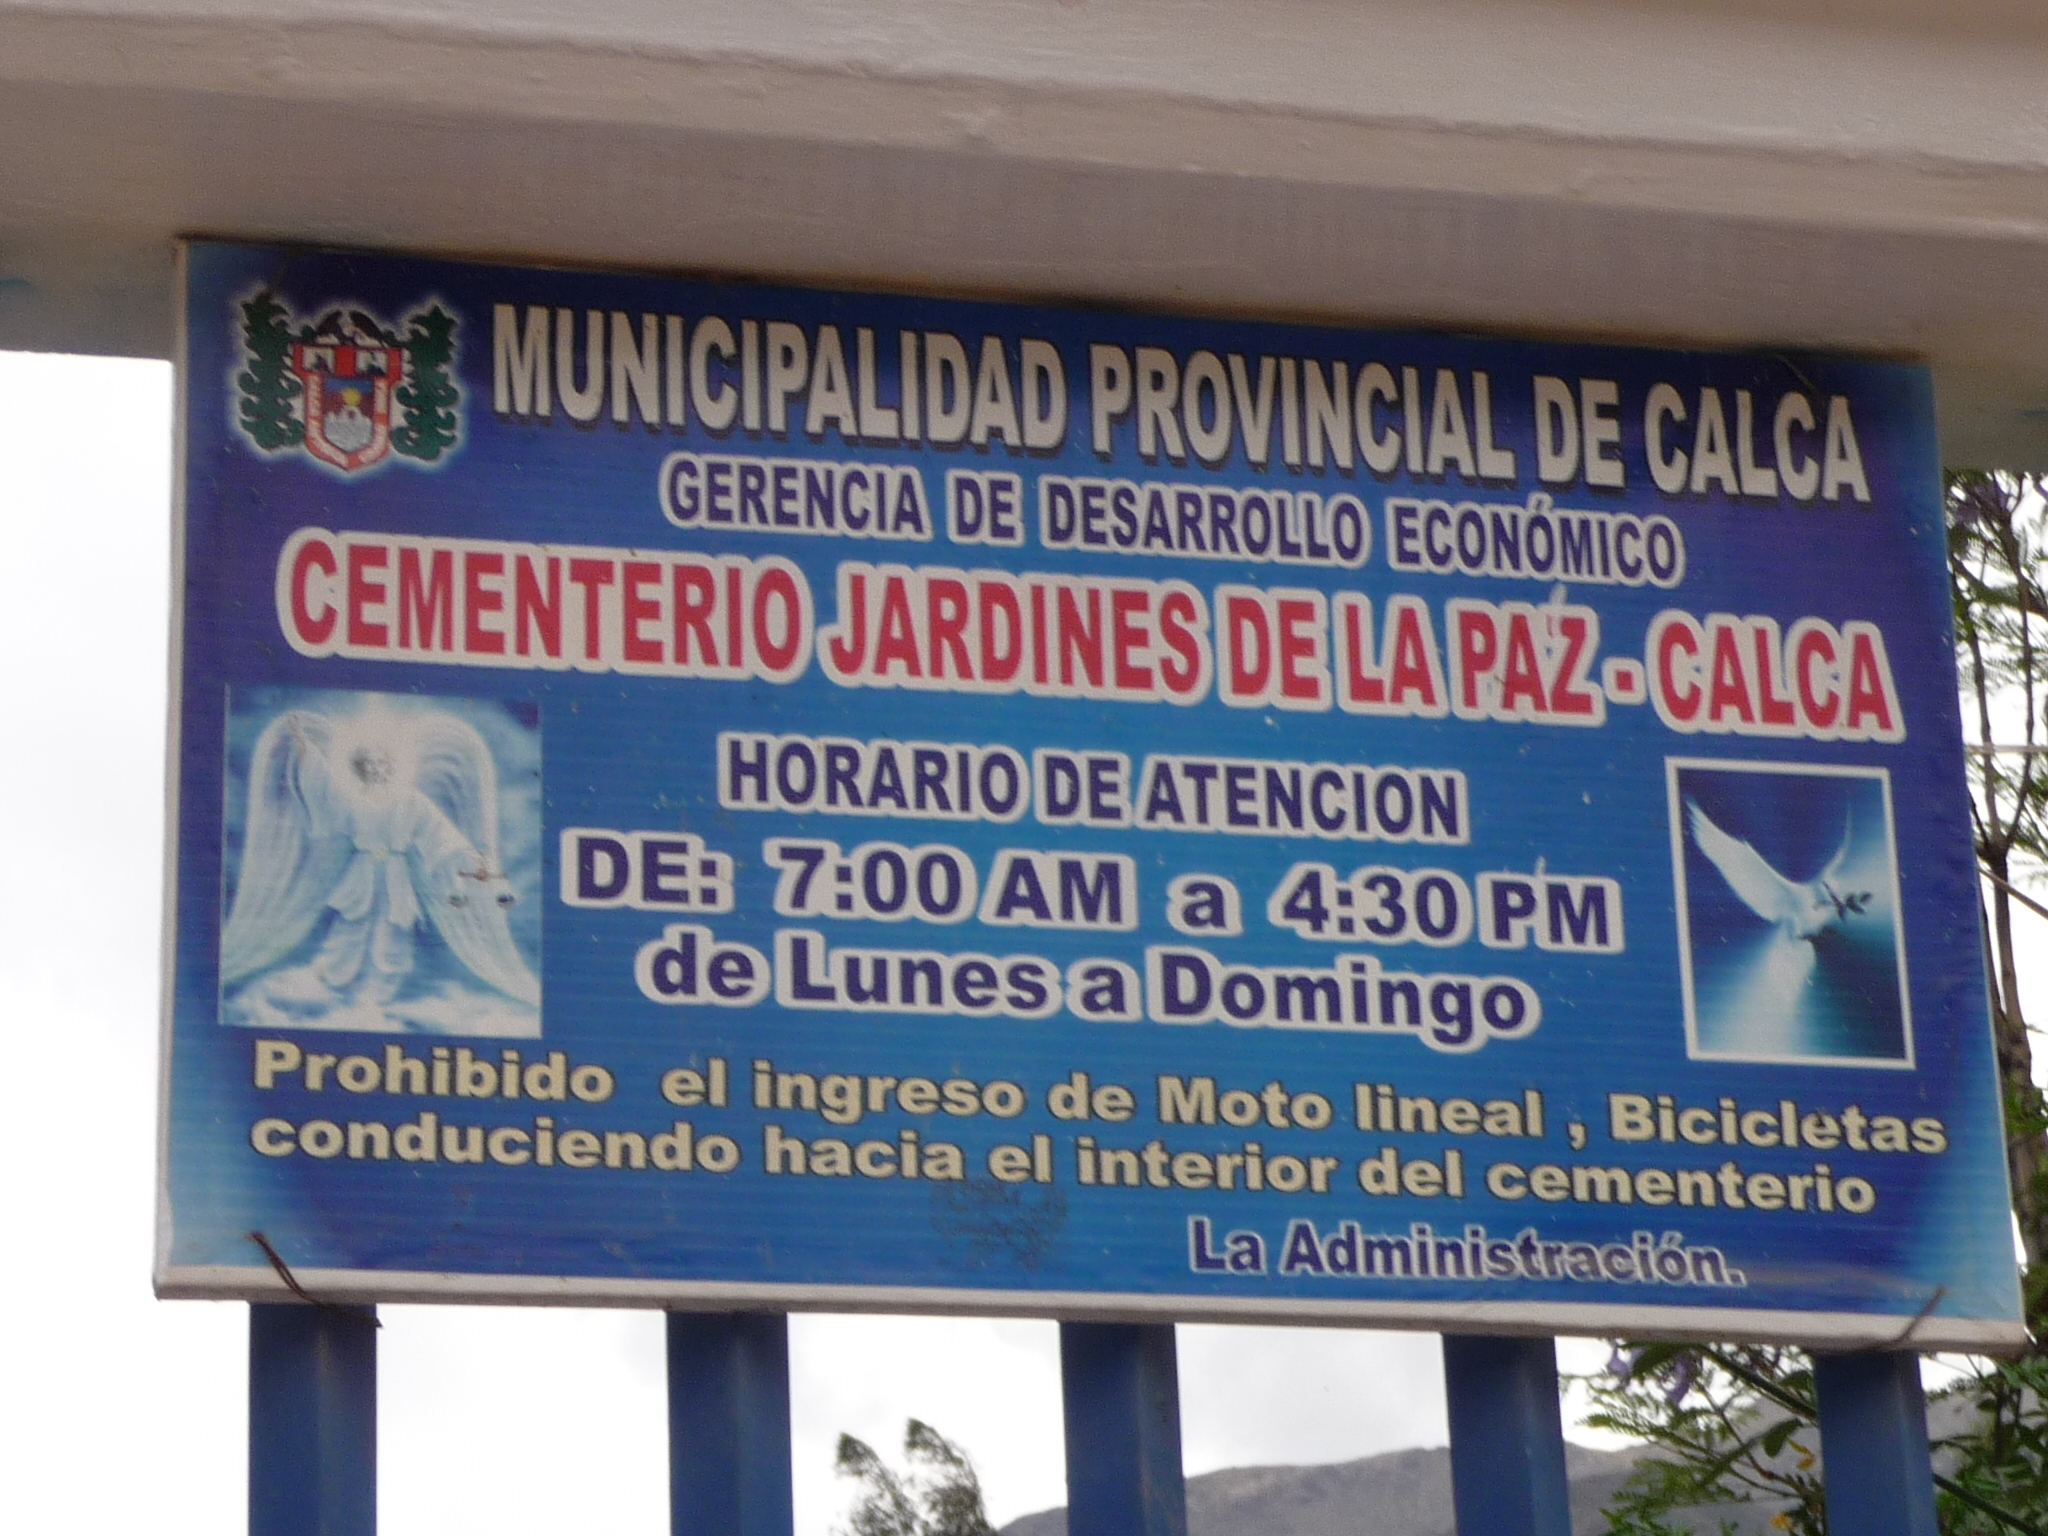 MUNICIPALIDAD PROVINCIAL DE CALCA
GERENCIA DE DESARROLLO ECONÓMICO
CEMENTERIO JARDINES DE LA PAZ - CALCA
HORARIO DE ATENCION
DE: 7:00 AM a 4:30 PM
de Lunes a Domingo
Prohibido el ingreso de Moto lineal , Bicicletas
conduciendo hacia el interior del cementerio
La Administración.